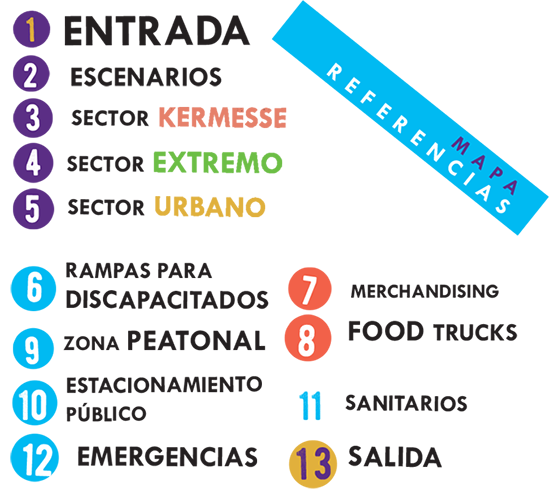 1 ENTRADA
2 ESCENARIOS
3 SECTOR KERMESSE
4 SECTOR EXTREMO
5 SECTOR URBANO
MAPA
REFERENCIAS
6 RAMPAS PARA
DISCAPACITADOS
7 MERCHANDISING
8 FOOD TRUCKS
9 ZONA PEATONAL
10 ESTACIONAMIENTO
PÚBLICO
11 SANITARIOS
12 EMERGENCIAS
13 SALIDA